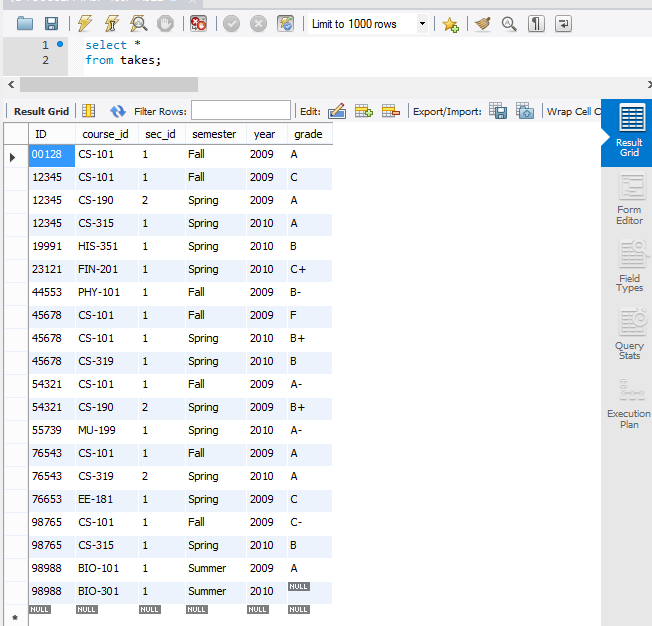 Limit to 1000 rows
1 select *
2 from takes;
Result Grid Filter Rows: Edit: Export/Import: Wrap Cell C
ID course_id sec_id semester year grade
00128 CS-101 1 Fall 2009 A
12345 CS-101 1 Fall 2009 C
12345 CS-190 2 Spring 2009 A
12345 CS-315 1 Spring 2010 A
19991 HIS-351 1 Spring 2010 B
23121 FIN-201 1 Spring 2010 C+
44553 PHY-101 1 Fall 2009 B-
45678 CS-101 1 Fall 2009 F
45678 CS-101 1 Spring 2010 B+
45678 CS-319 1 Spring 2010 B
54321 CS-101 1 Fall 2009 A-
54321 CS-190 2 Spring 2009 B+
55739 MU-199 1 Spring 2010 A-
76543 CS-101 1 Fall 2009 A
76543 CS-319 2 Spring 2010 A
76653 EE-181 1 Spring 2009 C
98765 CS-101 1 Fall 2009 C-
98765 CS-315 1 Spring 2010 B
98988 BIO-101 1 Summer 2009 A
98988 BIO-301 1 Summer 2010 NULL
NULL NULL NULL NULL NULL NULL
Result
Grid
Form
Editor
Field
Types
Query
Stats
Execution
Plan